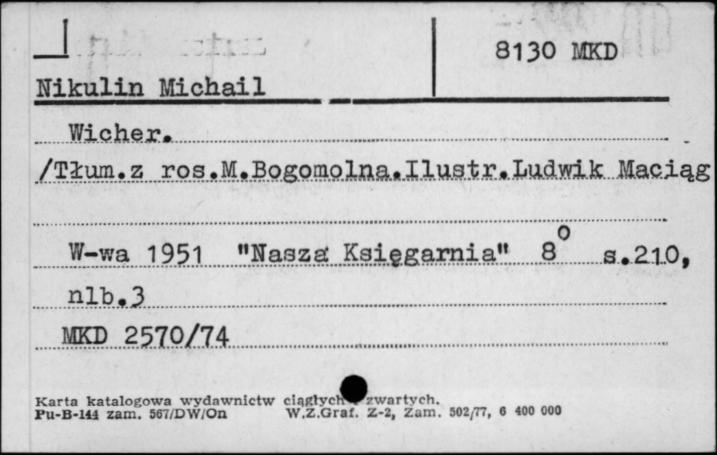 8130 MKD
Nikulin Michail
Wicher.
/Tłum.z ros.M.Bogomolna.Ilustr.Ludwik Maciąg
W-wa 1951 "Nasza Księgarnia" 8° s.210,
nlb.3
MKD 2570/74
Karta katalogowa wydawnictw ciągłych zwartych.
Pu-B-144 zam. 567/DW/On W.Z.Graf. Z-2, Zam. 502/77, 6 400 000